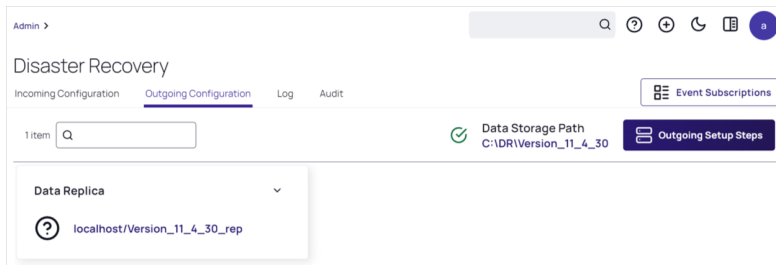 Admin >
a
Disaster Recovery
Incoming Configuration Outgoing Configuration Log Audit
Event Subscriptions
1 item
Data Storage Path
C:\DR\Version_11_4_30
Outgoing Setup Steps
Data Replica
localhost/Version_11_4_30_rep